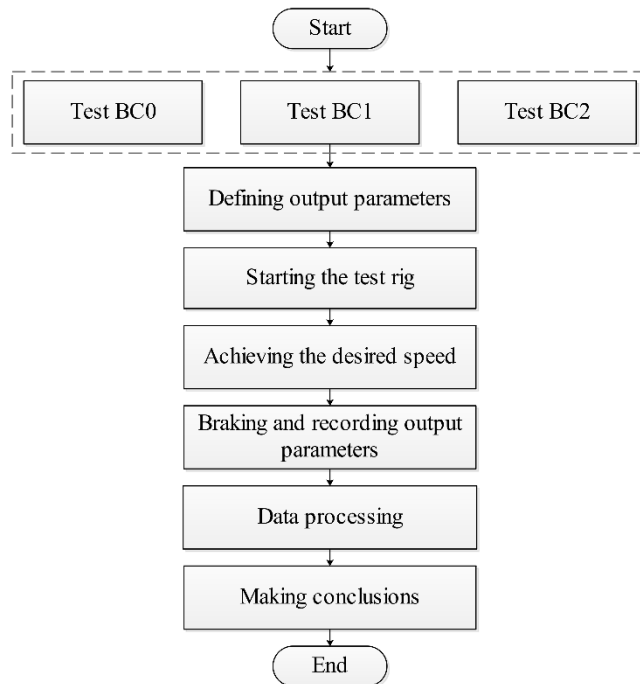 Start
Test BC0
Test BC1
Test BC2
Defining output parameters
Starting the test rig
Achieving the desired speed
Braking and recording output
parameters
Data processing
Making conclusions
End